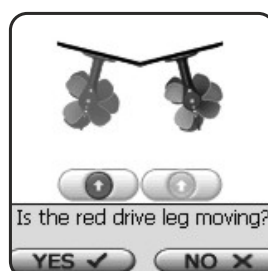 Is the red drive leg moving?
YES ✓ NO ✕